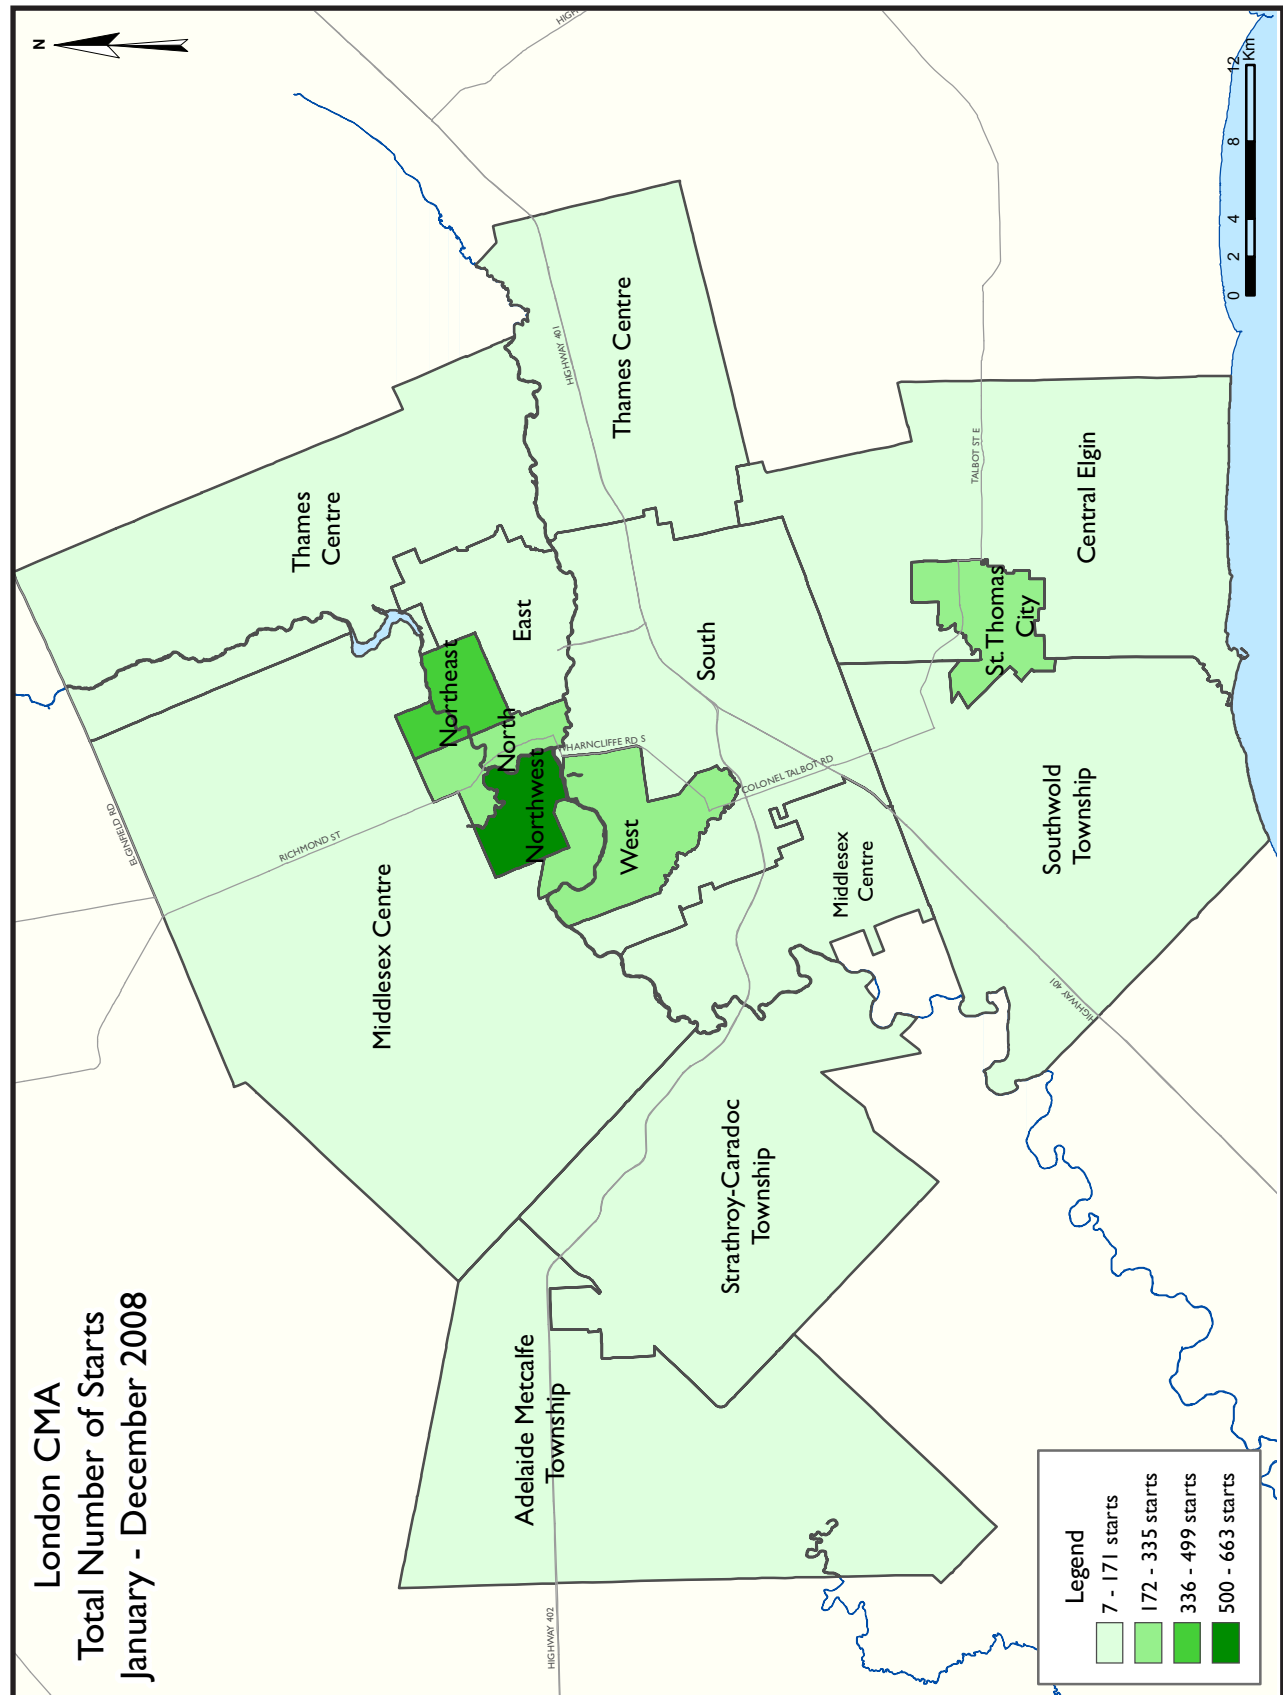 London CMA
Total Number of Starts
January - December 2008
N
HIGHWAY 402
Adelaide Metcalfe
Township
Strathroy-Caradoc
Township
Middlesex Centre
ELGINFIELD RD
RICHMOND ST
Northwest
North
Northeast
West
WHARNCLIFFE RD S
East
South
COLONEL TALBOT RD
Middlesex
Centre
Thames
Centre
Thames Centre
HIGHWAY 401
HIGHWAY 401
Southwold
Township
St. Thomas
City
Central Elgin
TALBOT ST E
0 2 4 8 12
Km
Legend
7 - 171 starts
172 - 335 starts
336 - 499 starts
500 - 663 starts